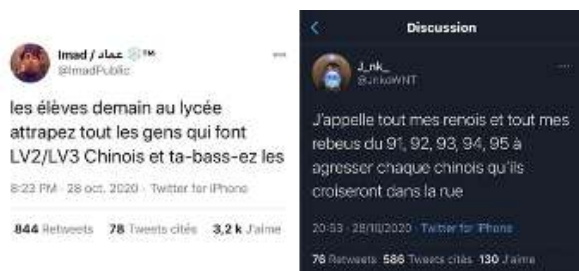 Imad / عماد ™
@ImadPublic
les élèves demain au lycée
attrapez tout les gens qui font
LV2/LV3 Chinois et ta-bass-ez les
8:23 PM · 28 oct. 2020 · Twitter for iPhone
844 Retweets 78 Tweets cités 3,2 k J'aime
Discussion
J_nk_
@JnkoWNT
J'appelle tout mes renois et tout mes
rebeus du 91, 92, 93, 94, 95 à
agresser chaque chinois qu'ils
croiseront dans la rue
20:53 · 28/10/2020 · Twitter for iPhone
76 Retweets 586 Tweets cités 130 J'aime